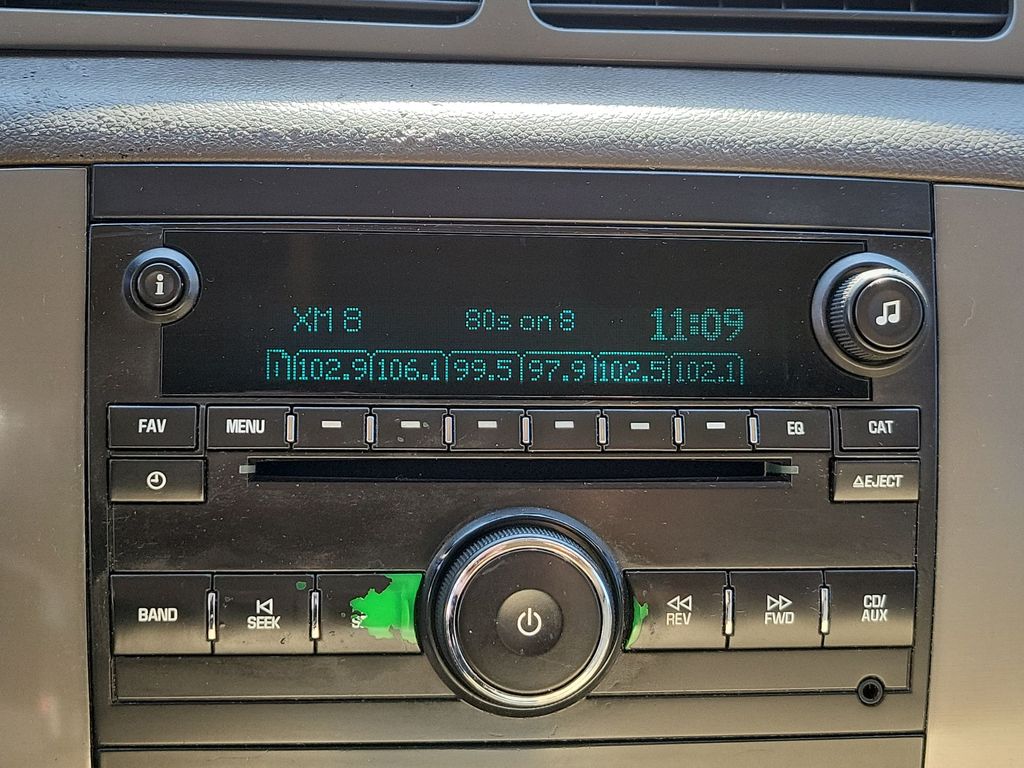 i
XM 8 80s on 8 11:09
102.9 106.1 99.5 97.9 102.5 102.1
FAV MENU EQ CAT
EJECT
BAND SEEK REV FWD CD/
AUX